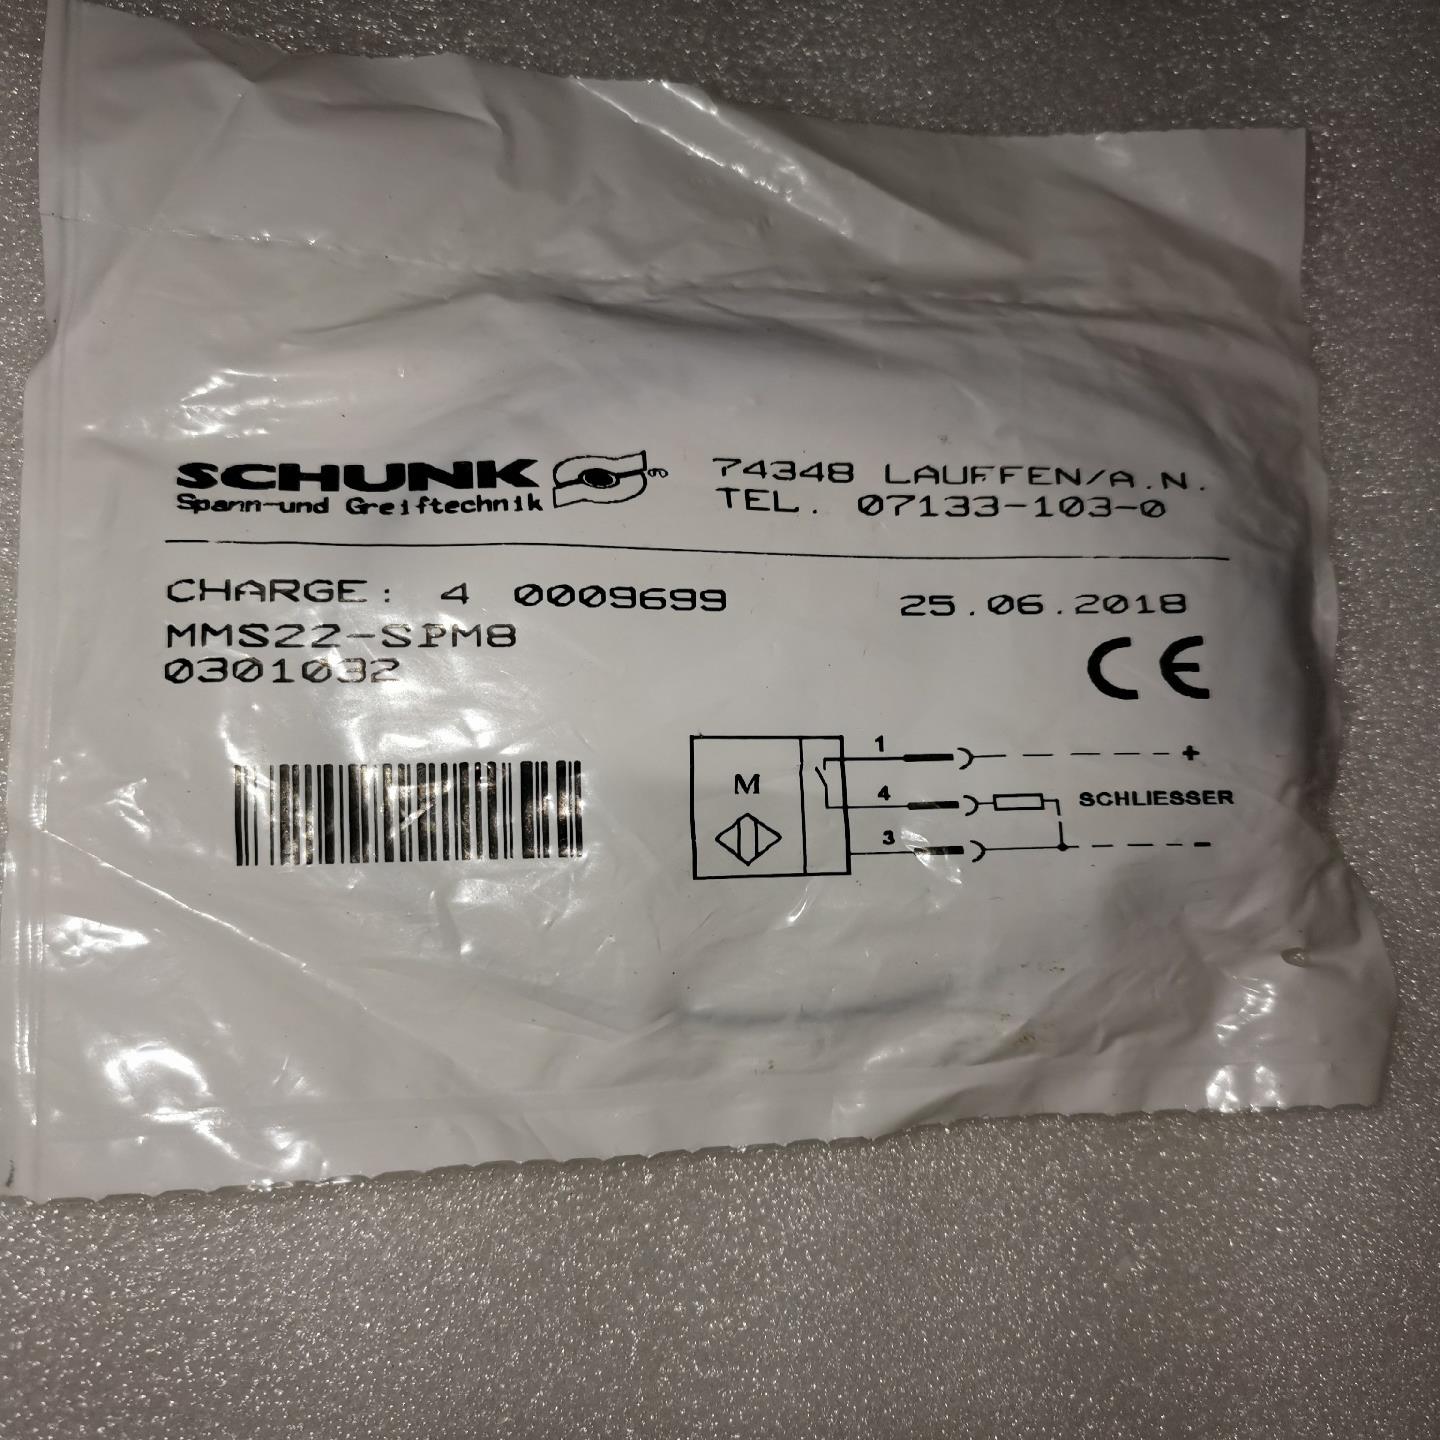 SCHUNK
Spann-und Greiftechnik
74348 LAUFFEN/A.N.
TEL. 07133-103-0
CHARGE: 4 0009699
25.06.2018
MMS22-SPM8
0301032
CE
M
1
+
4
SCHLIESSER
3
-